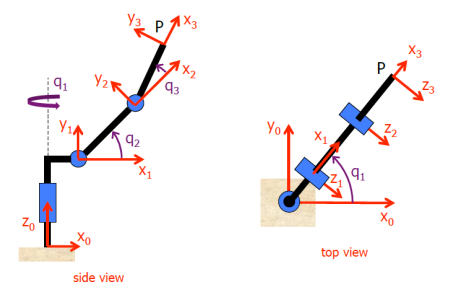 y₃
x₃
P
q₁
y₂
x₂
q₃
y₁
q₂
x₁
z₀
x₀
side view
x₃
P
z₃
y₀
x₁
z₂
q₁
z₁
x₀
top view